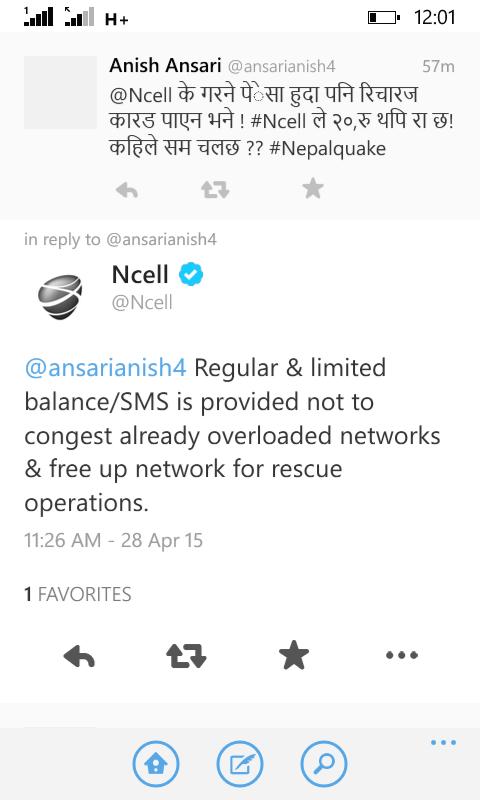 1
H+
12:01
Anish Ansari @ansarianish4 57m
@Ncell के गरने पेैसा हुदा पनि रिचारज
कारड पाएन भने ! #Ncell ले २०,रु थपि रा छ!
कहिले सम चलछ ?? #Nepalquake
in reply to @ansarianish4
Ncell
@Ncell
@ansarianish4 Regular & limited
balance/SMS is provided not to
congest already overloaded networks
& free up network for rescue
operations.
11:26 AM - 28 Apr 15
1 FAVORITES